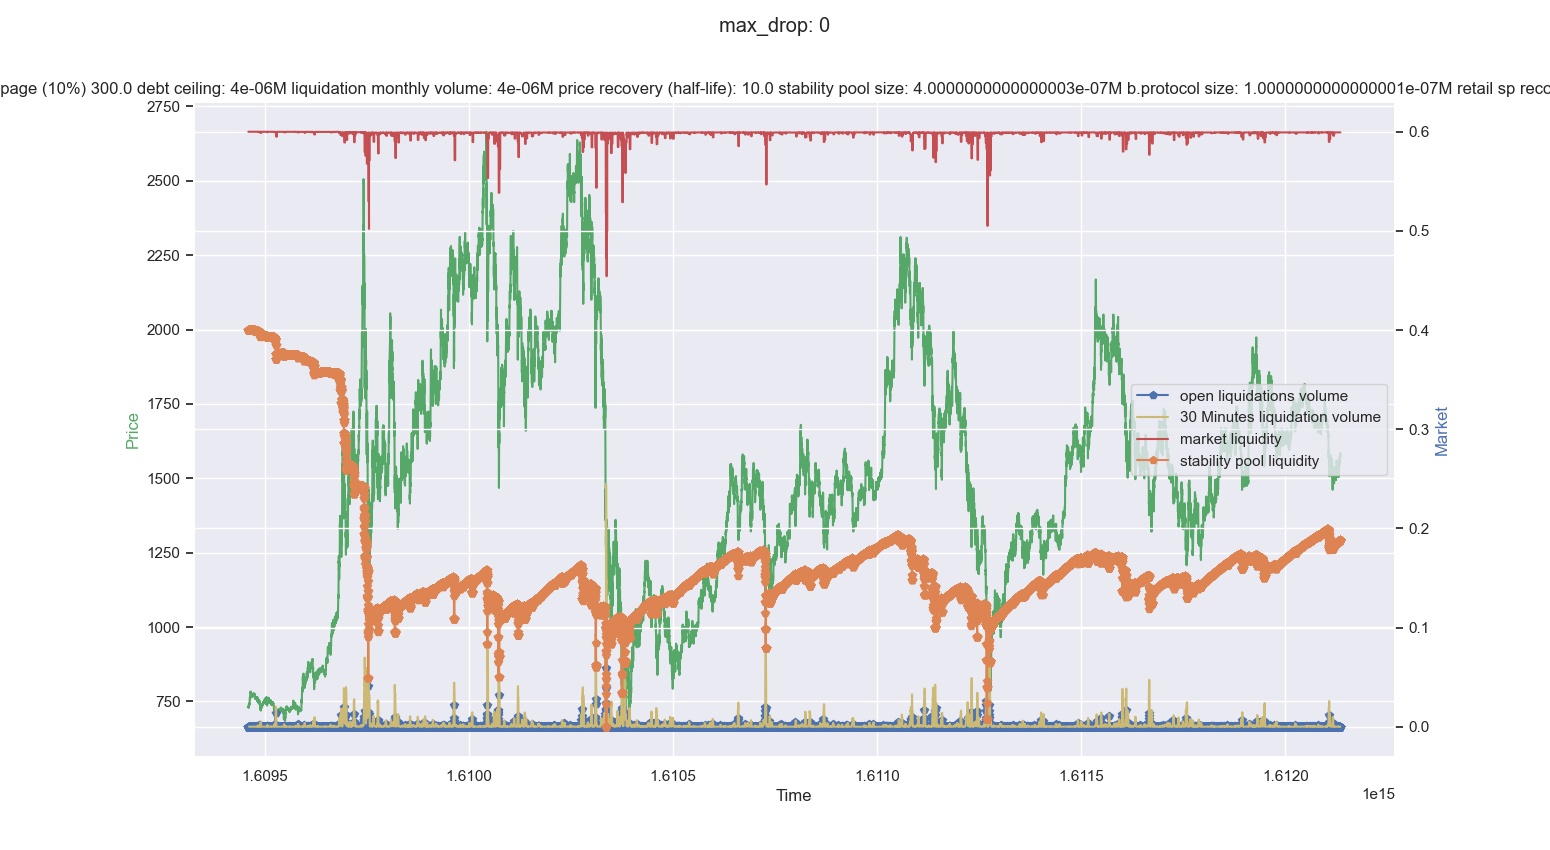 max_drop: 0
page (10%) 300.0 debt ceiling: 4e-06M liquidation monthly volume: 4e-06M price recovery (half-life): 10.0 stability pool size: 4.0000000000000003e-07M b.protocol size: 1.0000000000000001e-07M retail sp reco
2750
2500
2250
2000
1750
1500
1250
1000
750
Price
0.6
0.5
0.4
0.3
0.2
0.1
0.0
Market
open liquidations volume
30 Minutes liquidation volume
market liquidity
stability pool liquidity
1.6095 1.6100 1.6105 1.6110 1.6115 1.6120
Time
1e15